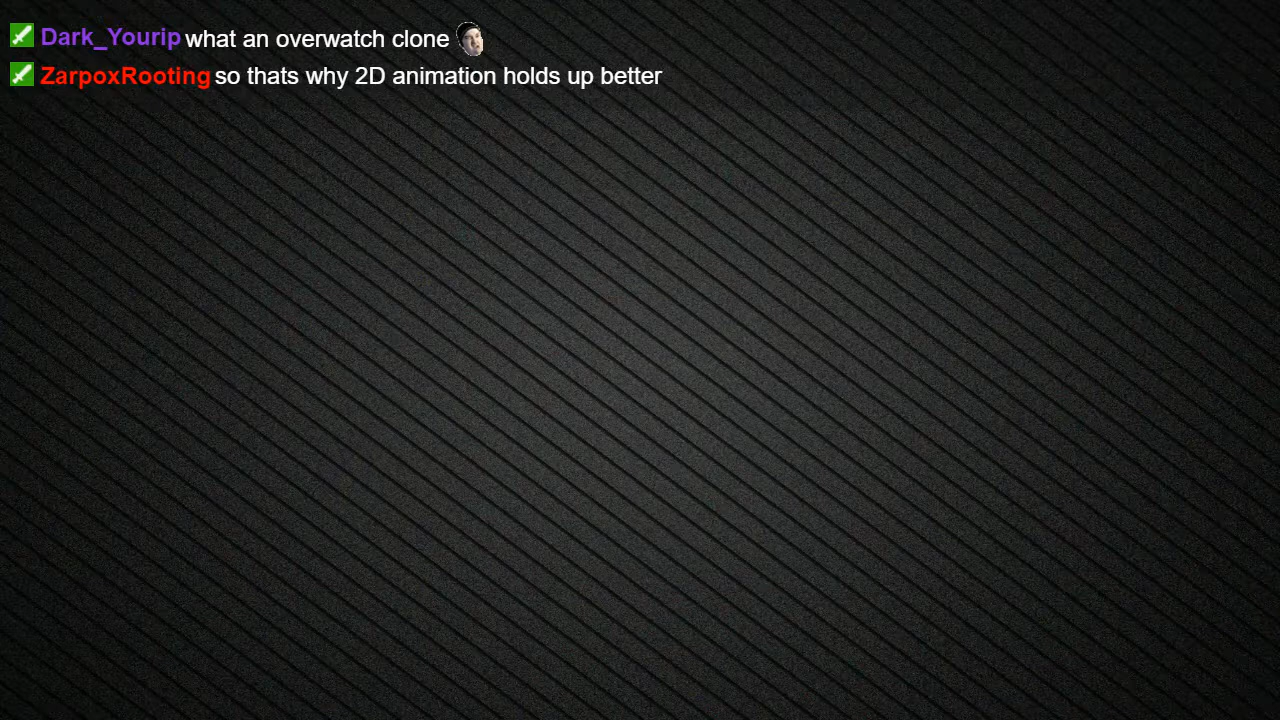 Dark_Yourip what an overwatch clone
ZarpoxRooting so thats why 2D animation holds up better